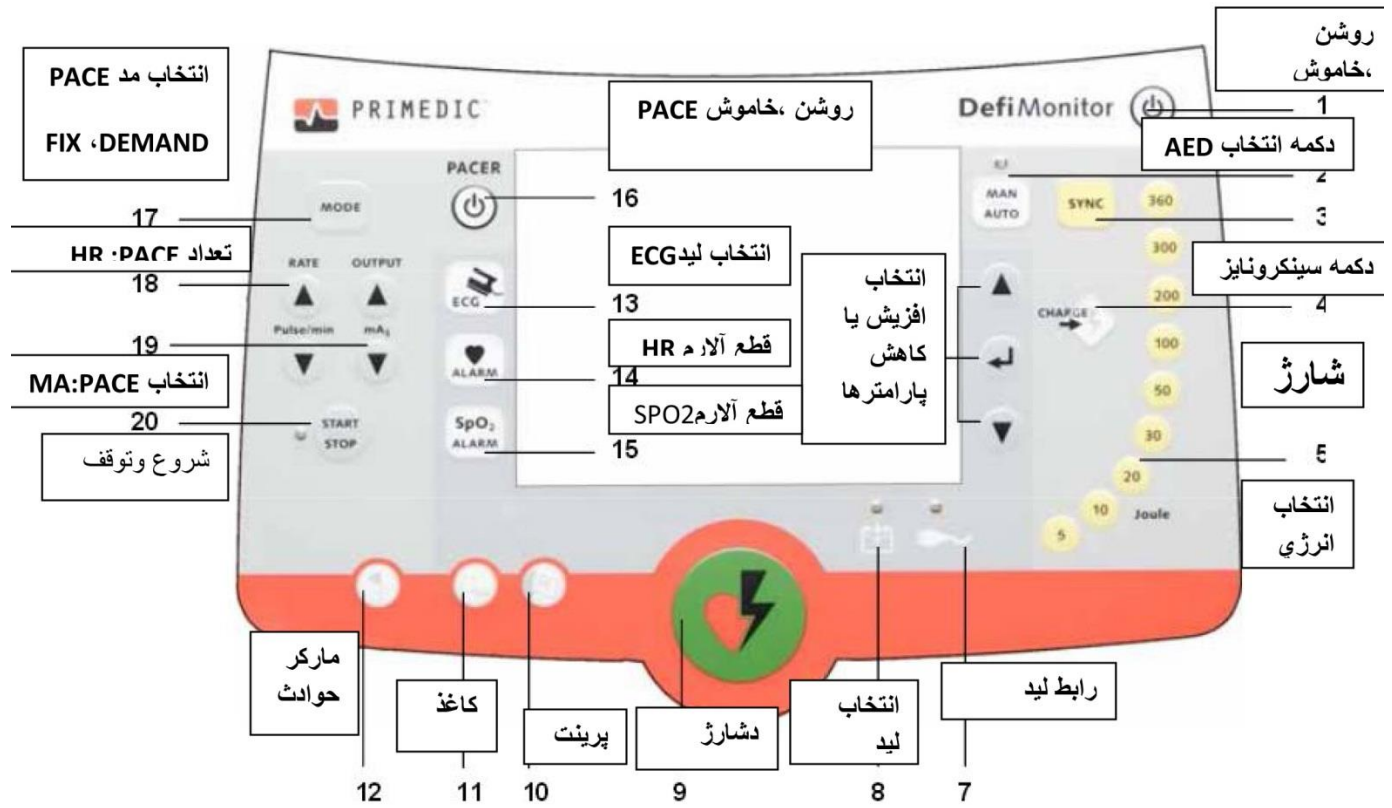 روشن
،خاموش
1
انتخاب مد PACE
FIX ،DEMAND
PRIMEDIC
روشن ،خاموش PACE
DefiMonitor
دکمه انتخاب AED
2
PACER
16
MAN
AUTO
SYNC
360
3
MODE
17
300
تعداد HR :PACE
RATE
OUTPUT
18
ECG
انتخاب لیدECG
13
انتخاب
افزیش یا
کاهش
پارامترها
دکمه سینکرونایز
200
4
CHARGE
Pulse/min
mA
19
100
ALARM
قطع آلارم HR
14
شارژ
انتخاب MA:PACE
50
20
START
STOP
SpO₂
ALARM
قطع آلارمSPO2
15
30
5
شروع وتوقف
20
انتخاب
انرژي
10
Joule
5
مارکر
حوادث
کاغذ
پرینت
دشارژ
انتخاب
لید
رابط لید
12
11
10
9
8
7